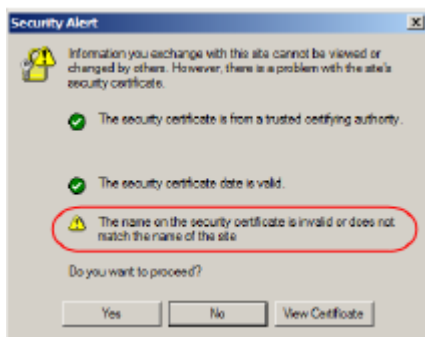 Security Alert
Information you exchange with this site cannot be viewed or
changed by others. However, there is a problem with the site's
security certificate.
The security certificate is from a trusted certifying authority.
The security certificate date is valid.
The name on the security certificate is invalid or does not
match the name of the site
Do you want to proceed?
Yes
No
View Certificate